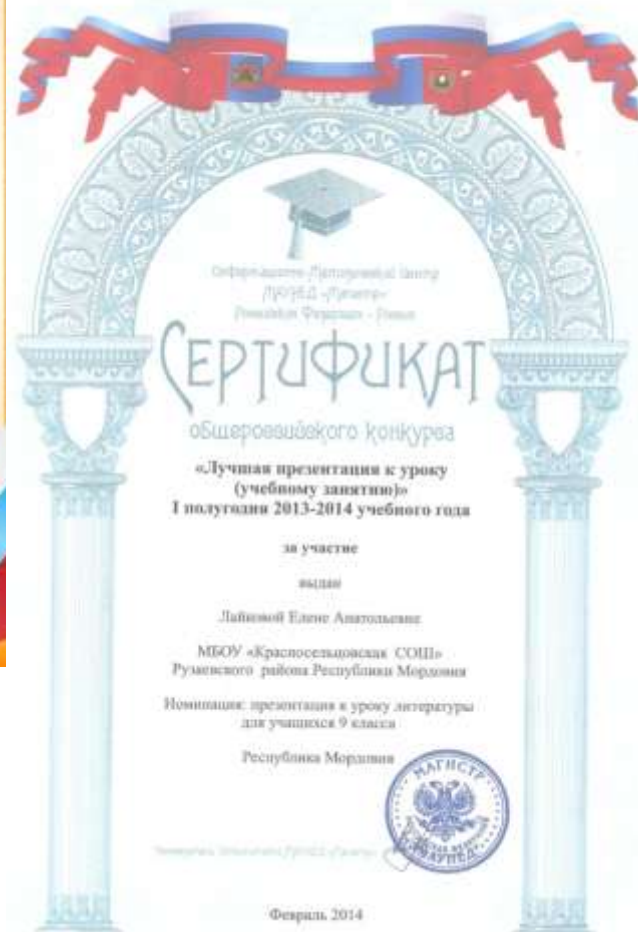 СЕРТИФИКАТ
общероссийского конкурса
«Лучшая презентация к уроку
(учебному занятию)»
I полугодия 2013-2014 учебного года
за участие
выдан
Лайковой Елене Анатольевне
МБОУ «Красносельцовская СОШ»
Рузаевского района Республики Мордовия
Номинация: презентация к уроку литературы
для учащихся 9 класса
Республика Мордовия
МАГИСТР
Февраль 2014